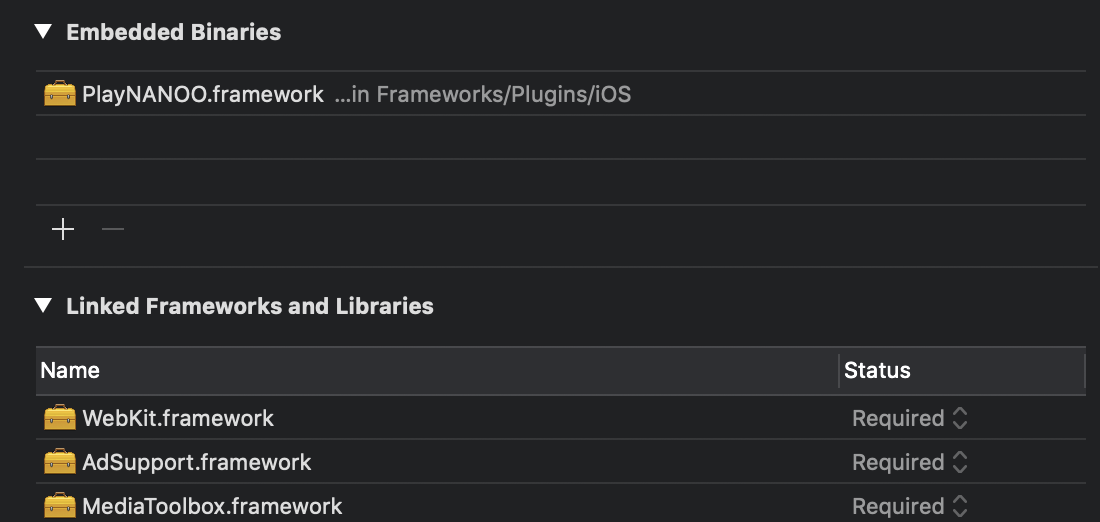 Embedded Binaries
PlayNANOO.framework ...in Frameworks/Plugins/iOS
Linked Frameworks and Libraries
Name Status
WebKit.framework Required
AdSupport.framework Required
MediaToolbox.framework Required